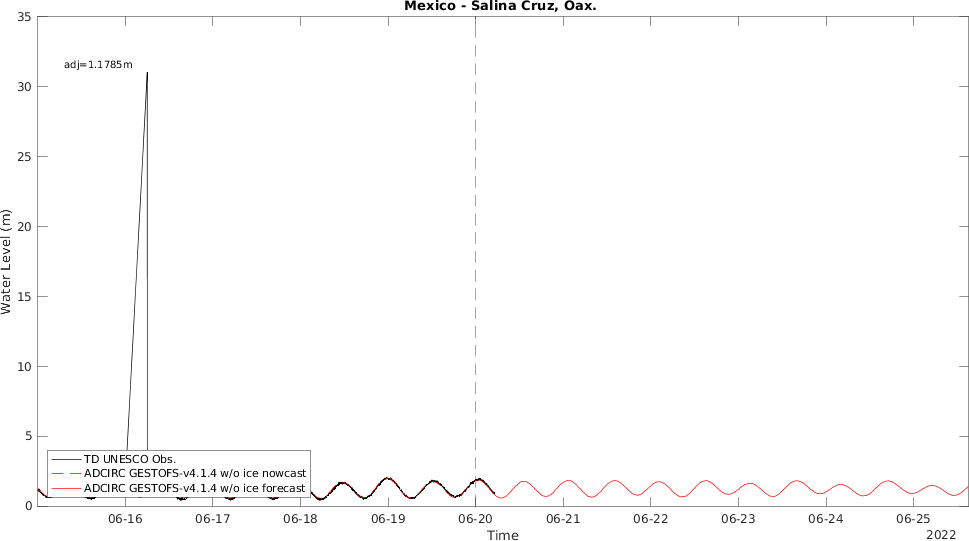 Mexico - Salina Cruz, Oax.
35
adj=1.1785m
30
25
20
15
10
5
0
Water Level (m)
TD UNESCO Obs.
ADCIRC GESTOFS-v4.1.4 w/o ice nowcast
ADCIRC GESTOFS-v4.1.4 w/o ice forecast
06-16 06-17 06-18 06-19 06-20 06-21 06-22 06-23 06-24 06-25
Time
2022